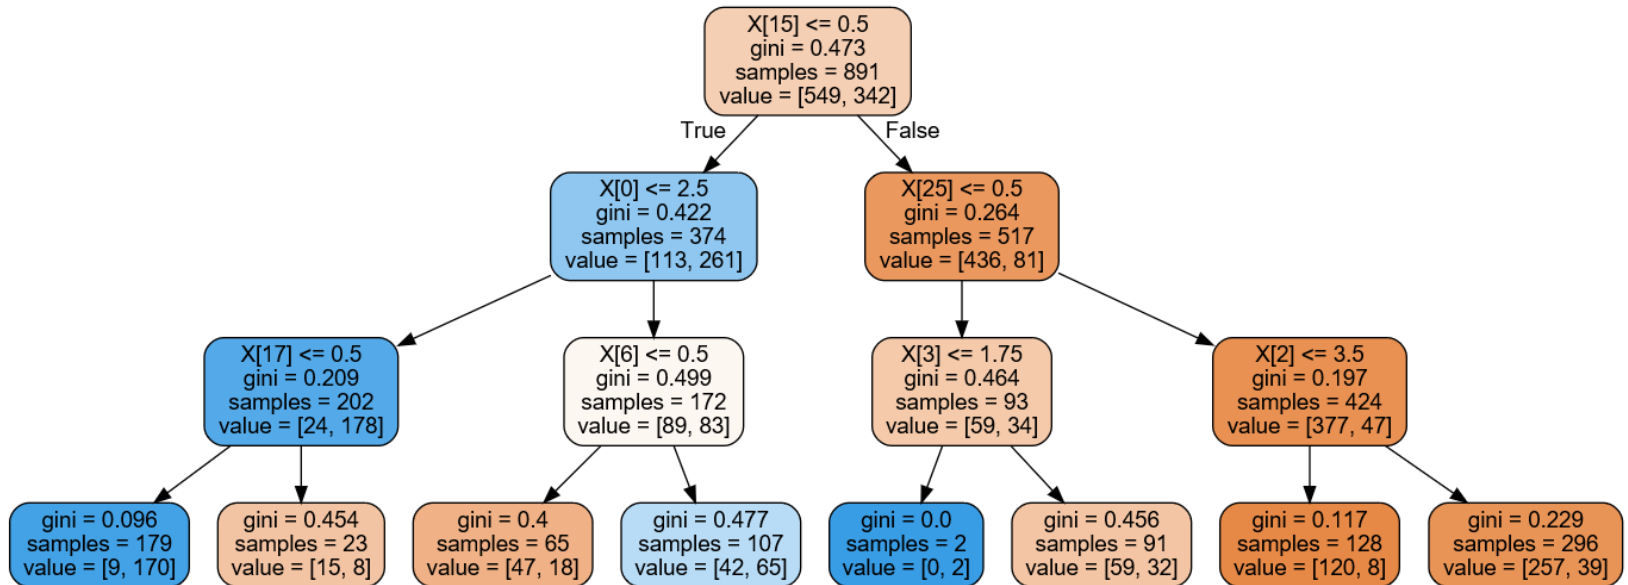 X[15] <= 0.5
gini = 0.473
samples = 891
value = [549, 342]
True
False
X[0] <= 2.5
gini = 0.422
samples = 374
value = [113, 261]
X[25] <= 0.5
gini = 0.264
samples = 517
value = [436, 81]
X[17] <= 0.5
gini = 0.209
samples = 202
value = [24, 178]
X[6] <= 0.5
gini = 0.499
samples = 172
value = [89, 83]
X[3] <= 1.75
gini = 0.464
samples = 93
value = [59, 34]
X[2] <= 3.5
gini = 0.197
samples = 424
value = [377, 47]
gini = 0.096
samples = 179
value = [9, 170]
gini = 0.454
samples = 23
value = [15, 8]
gini = 0.4
samples = 65
value = [47, 18]
gini = 0.477
samples = 107
value = [42, 65]
gini = 0.0
samples = 2
value = [0, 2]
gini = 0.456
samples = 91
value = [59, 32]
gini = 0.117
samples = 128
value = [120, 8]
gini = 0.229
samples = 296
value = [257, 39]